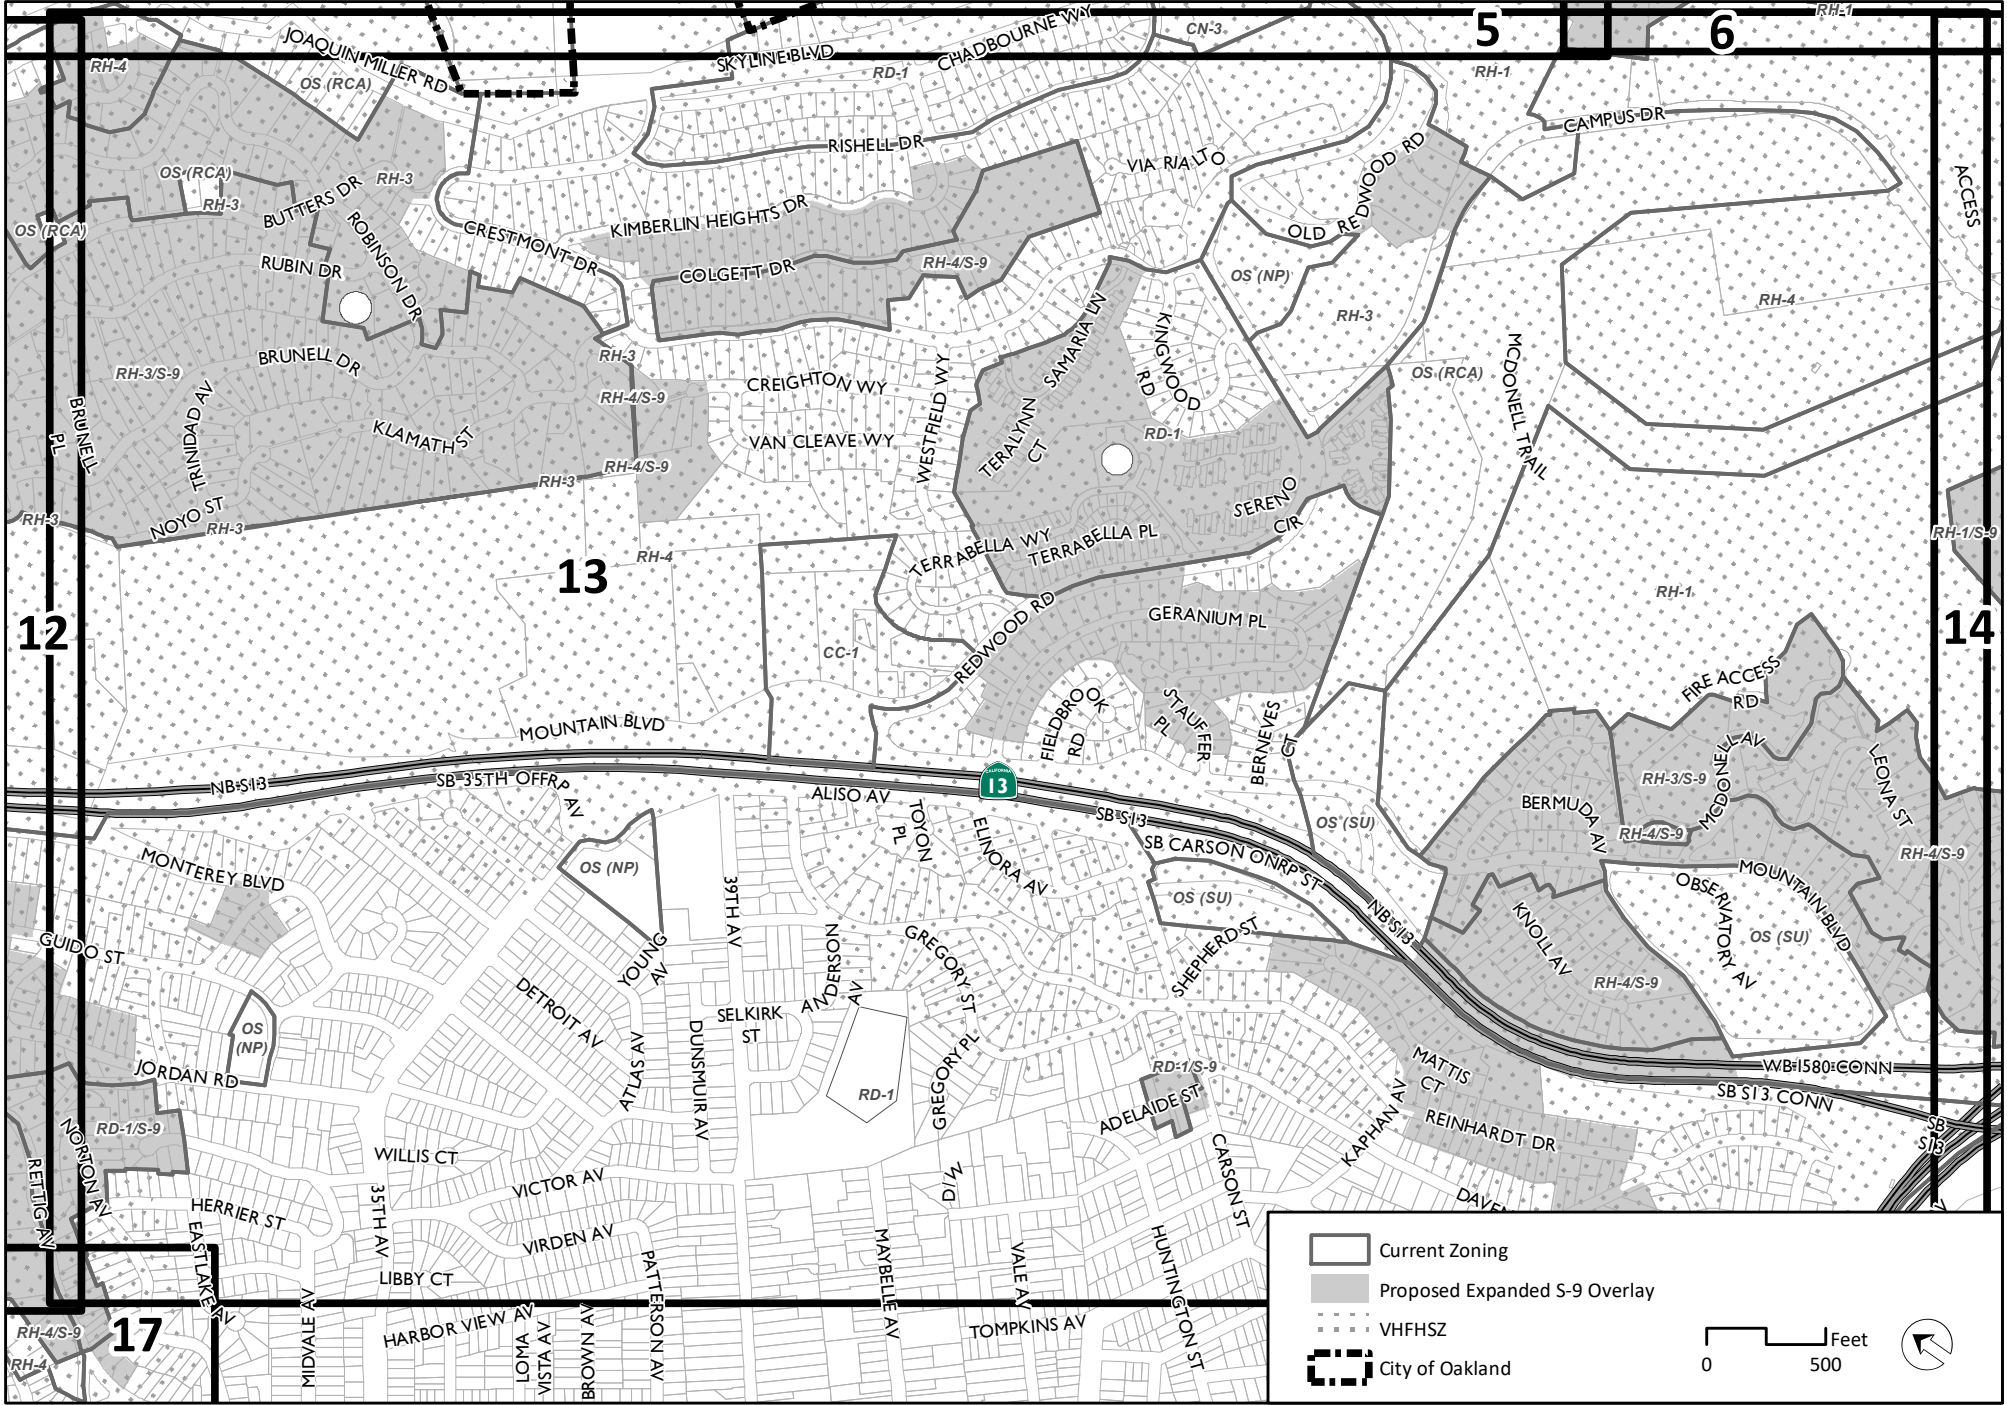 RH-1
5
6
JOAQUIN MILLER RD
SKYLINE BLVD
CHADBOURNE WY
CN-3
RH-4
OS (RCA)
RD-1
RH-1
CAMPUS DR
RISHELL DR
VIA RIALTO
OLD REDWOOD RD
ACCESS
OS (RCA)
RH-3
RH-3
BUTTERS DR
ROBINSON DR
KIMBERLIN HEIGHTS DR
CRESTMONT DR
OS (RCA)
RUBIN DR
COLGETT DR
RH-4/S-9
OS (NP)
RH-4
RH-3
SAMARIA LN
KINGWOOD
RD
MCDONELL TRAIL
RH-3/S-9
BRUNELL DR
RH-3
OS (RCA)
CREIGHTON WY
RH-4/S-9
WESTFIELD WY
TRINIDAD AV
BRUNELL
PL
KLAMATH ST
VAN CLEAVE WY
TERALYNN
CT
RD-1
RH-4/S-9
RH-3
SERENO
CIR
NOYO ST
RH-3
RH-3
RH-1/S-9
RH-4
TERRABELLA WY
TERRABELLA PL
13
RH-1
12
14
REDWOOD RD
GERANIUM PL
CC-1
FIRE ACCESS
RD
FIELDBROOK
RD
STAUFFER
PL
BERNEVES
CT
MOUNTAIN BLVD
NB S13
SB 35TH OFFRP AV
13
RH-3/S-9
MCDONELL AV
LEONA ST
BERMUDA AV
ALISO AV
TOYON
PL
ELINORA AV
SB S13
OS (SU)
RH-4/S-9
SB CARSON ONRP ST
RH-4/S-9
MONTEREY BLVD
OS (NP)
39TH AV
OS (SU)
NB S13
OBSERVATORY AV
MOUNTAIN BLVD
KNOLL AV
OS (SU)
GUIDO ST
YOUNG
AV
ANDERSON
AV
GREGORY ST
SHEPHERD ST
RH-4/S-9
DETROIT AV
SELKIRK
ST
OS
(NP)
ATLAS AV
DUNSMUIR AV
GREGORY PL
JORDAN RD
RD-1
RD-1/S-9
MATTIS
CT
WB I580 CONN
SB S13 CONN
ADELAIDE ST
KAPHAN AV
REINHARDT DR
SB
S13
RD-1/S-9
NORTON AV
RETTIG AV
WILLIS CT
35TH AV
VICTOR AV
D/W
CARSON ST
DAVEN
HERRIER ST
EASTLAKE AV
VIRDEN AV
LIBBY CT
PATTERSON AV
MAYBELLE AV
VALE AV
HUNTINGTON ST
MIDVALE AV
HARBOR VIEW AV
LOMA
VISTA AV
BROWN AV
TOMPKINS AV
RH-4/S-9
17
RH-4
Current Zoning
Proposed Expanded S-9 Overlay
VHFHSZ
City of Oakland
Feet
0 500